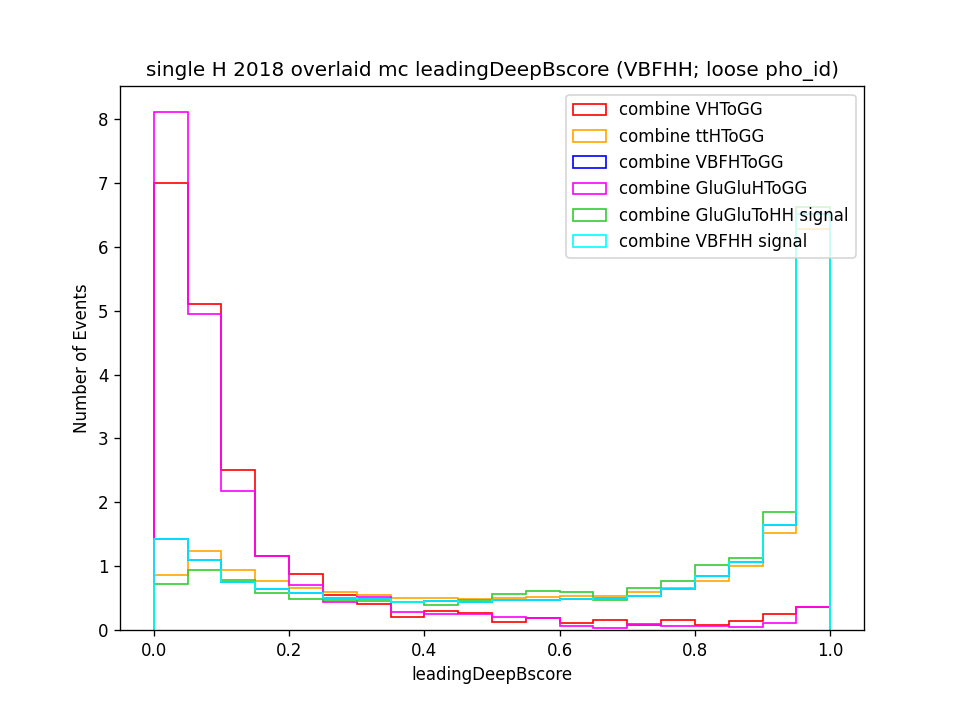 single H 2018 overlaid mc leadingDeepBscore (VBFHH; loose pho_id)
combine VHToGG
combine ttHToGG
combine VBFHToGG
combine GluGluHToGG
combine GluGluToHH signal
combine VBFHH signal
Number of Events
8
7
6
5
4
3
2
1
0
0.0 0.2 0.4 0.6 0.8 1.0
leadingDeepBscore